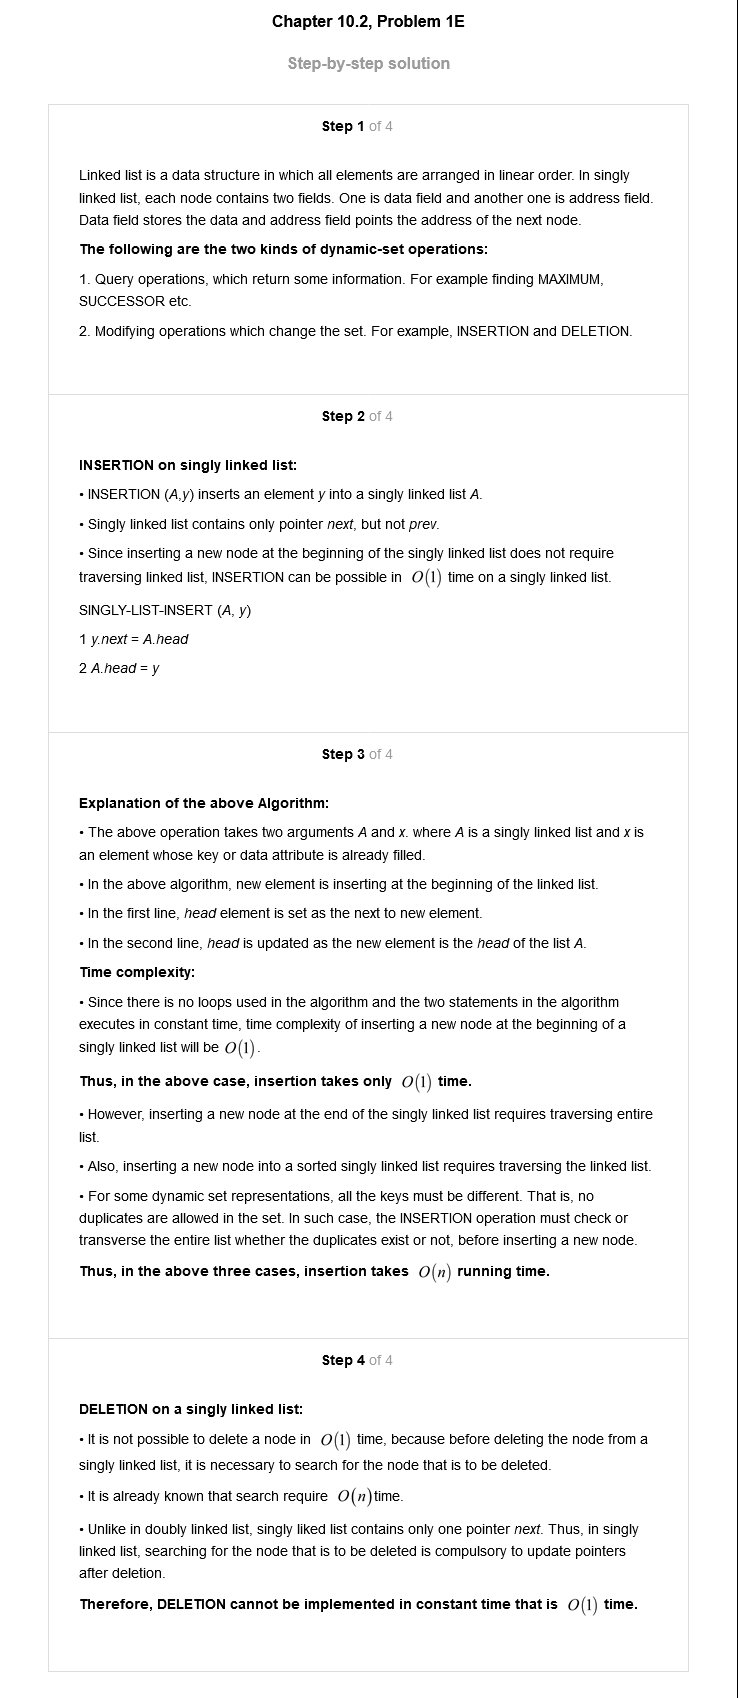 Chapter 10.2, Problem 1E
Step-by-step solution
Step 1 of 4
Linked list is a data structure in which all elements are arranged in linear order. In singly
linked list, each node contains two fields. One is data field and another one is address field.
Data field stores the data and address field points the address of the next node.
The following are the two kinds of dynamic-set operations:
1. Query operations, which return some information. For example finding MAXIMUM,
SUCCESSOR etc.
2. Modifying operations which change the set. For example, INSERTION and DELETION.
Step 2 of 4
INSERTION on singly linked list:
• INSERTION (A,y) inserts an element y into a singly linked list A.
• Singly linked list contains only pointer next, but not prev.
• Since inserting a new node at the beginning of the singly linked list does not require
traversing linked list, INSERTION can be possible in O(1) time on a singly linked list.
SINGLY-LIST-INSERT (A, y)
1 y.next = A.head
2 A.head = y
Step 3 of 4
Explanation of the above Algorithm:
• The above operation takes two arguments A and x. where A is a singly linked list and x is
an element whose key or data attribute is already filled.
• In the above algorithm, new element is inserting at the beginning of the linked list.
• In the first line, head element is set as the next to new element.
• In the second line, head is updated as the new element is the head of the list A.
Time complexity:
• Since there is no loops used in the algorithm and the two statements in the algorithm
executes in constant time, time complexity of inserting a new node at the beginning of a
singly linked list will be O(1).
Thus, in the above case, insertion takes only O(1) time.
• However, inserting a new node at the end of the singly linked list requires traversing entire
list.
• Also, inserting a new node into a sorted singly linked list requires traversing the linked list.
• For some dynamic set representations, all the keys must be different. That is, no
duplicates are allowed in the set. In such case, the INSERTION operation must check or
transverse the entire list whether the duplicates exist or not, before inserting a new node.
Thus, in the above three cases, insertion takes O(n) running time.
Step 4 of 4
DELETION on a singly linked list:
• It is not possible to delete a node in O(1) time, because before deleting the node from a
singly linked list, it is necessary to search for the node that is to be deleted.
• It is already known that search require O(n)time.
• Unlike in doubly linked list, singly liked list contains only one pointer next. Thus, in singly
linked list, searching for the node that is to be deleted is compulsory to update pointers
after deletion.
Therefore, DELETION cannot be implemented in constant time that is O(1) time.